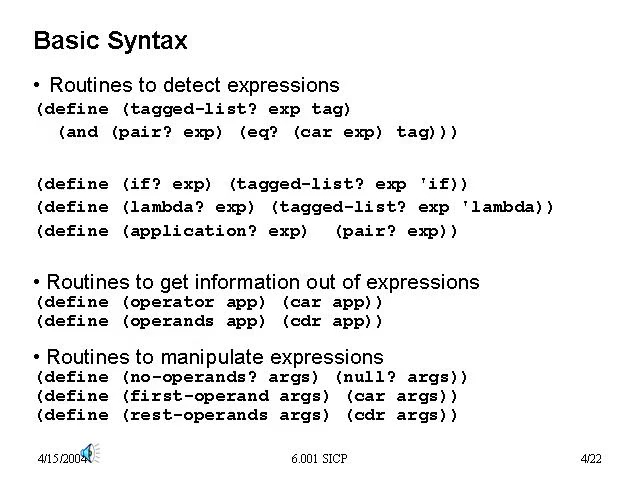 Basic Syntax
• Routines to detect expressions
(define (tagged-list? exp tag)
(and (pair? exp) (eq? (car exp) tag)))
(define (if? exp) (tagged-list? exp 'if))
(define (lambda? exp) (tagged-list? exp 'lambda))
(define (application? exp) (pair? exp))
• Routines to get information out of expressions
(define (operator app) (car app))
(define (operands app) (cdr app))
• Routines to manipulate expressions
(define (no-operands? args) (null? args))
(define (first-operand args) (car args))
(define (rest-operands args) (cdr args))
4/15/2004 6.001 SICP 4/22